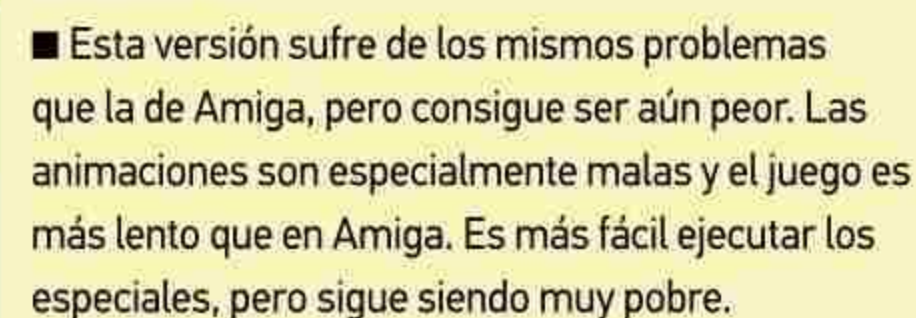 ■ Esta versión sufre de los mismos problemas
que la de Amiga, pero consigue ser aún peor. Las
animaciones son especialmente malas y el juego es
más lento que en Amiga. Es más fácil ejecutar los
especiales, pero sigue siendo muy pobre.